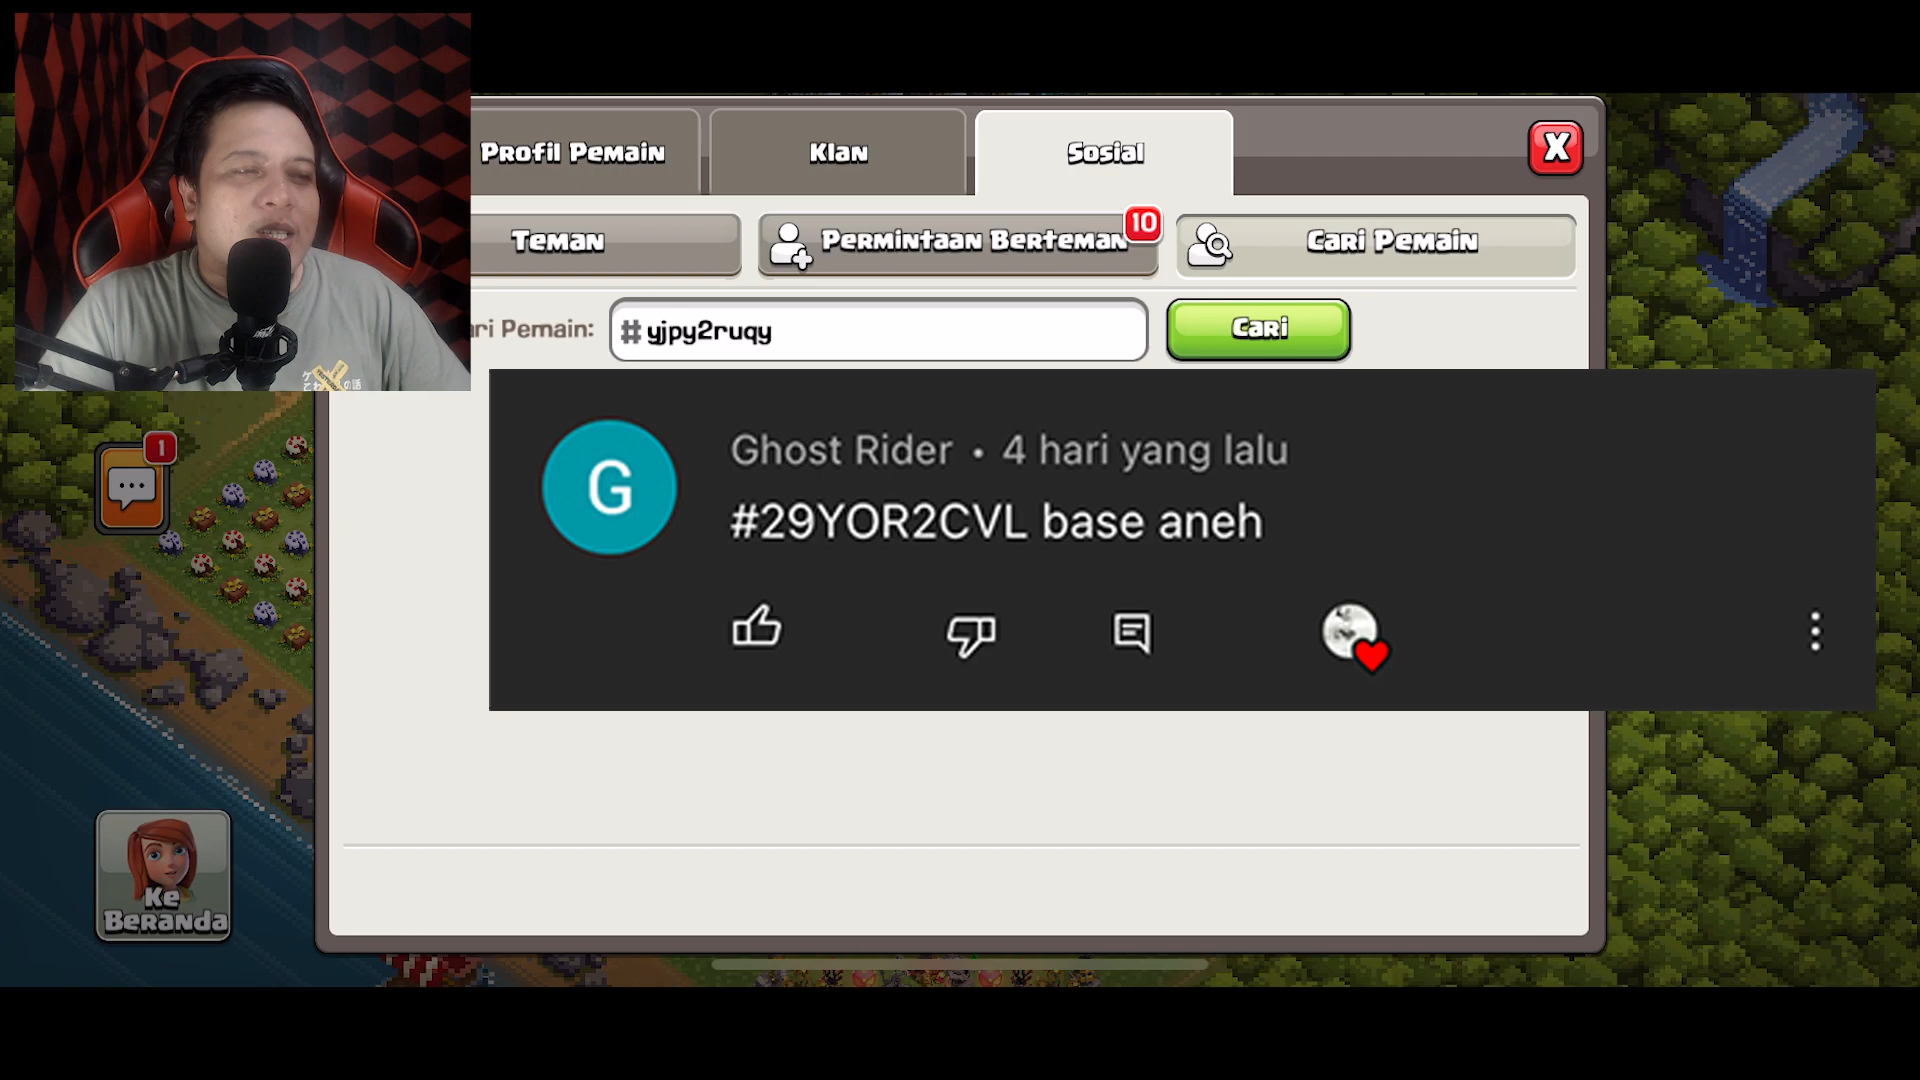 Profil Pemain
Klan
Sosial
X
Teman
Permintaan Berteman
10
Cari Pemain
ri Pemain:
# yjpy2ruqy
Cari
G
Ghost Rider • 4 hari yang lalu
#29YOR2CVL base aneh
1
Ke
Beranda